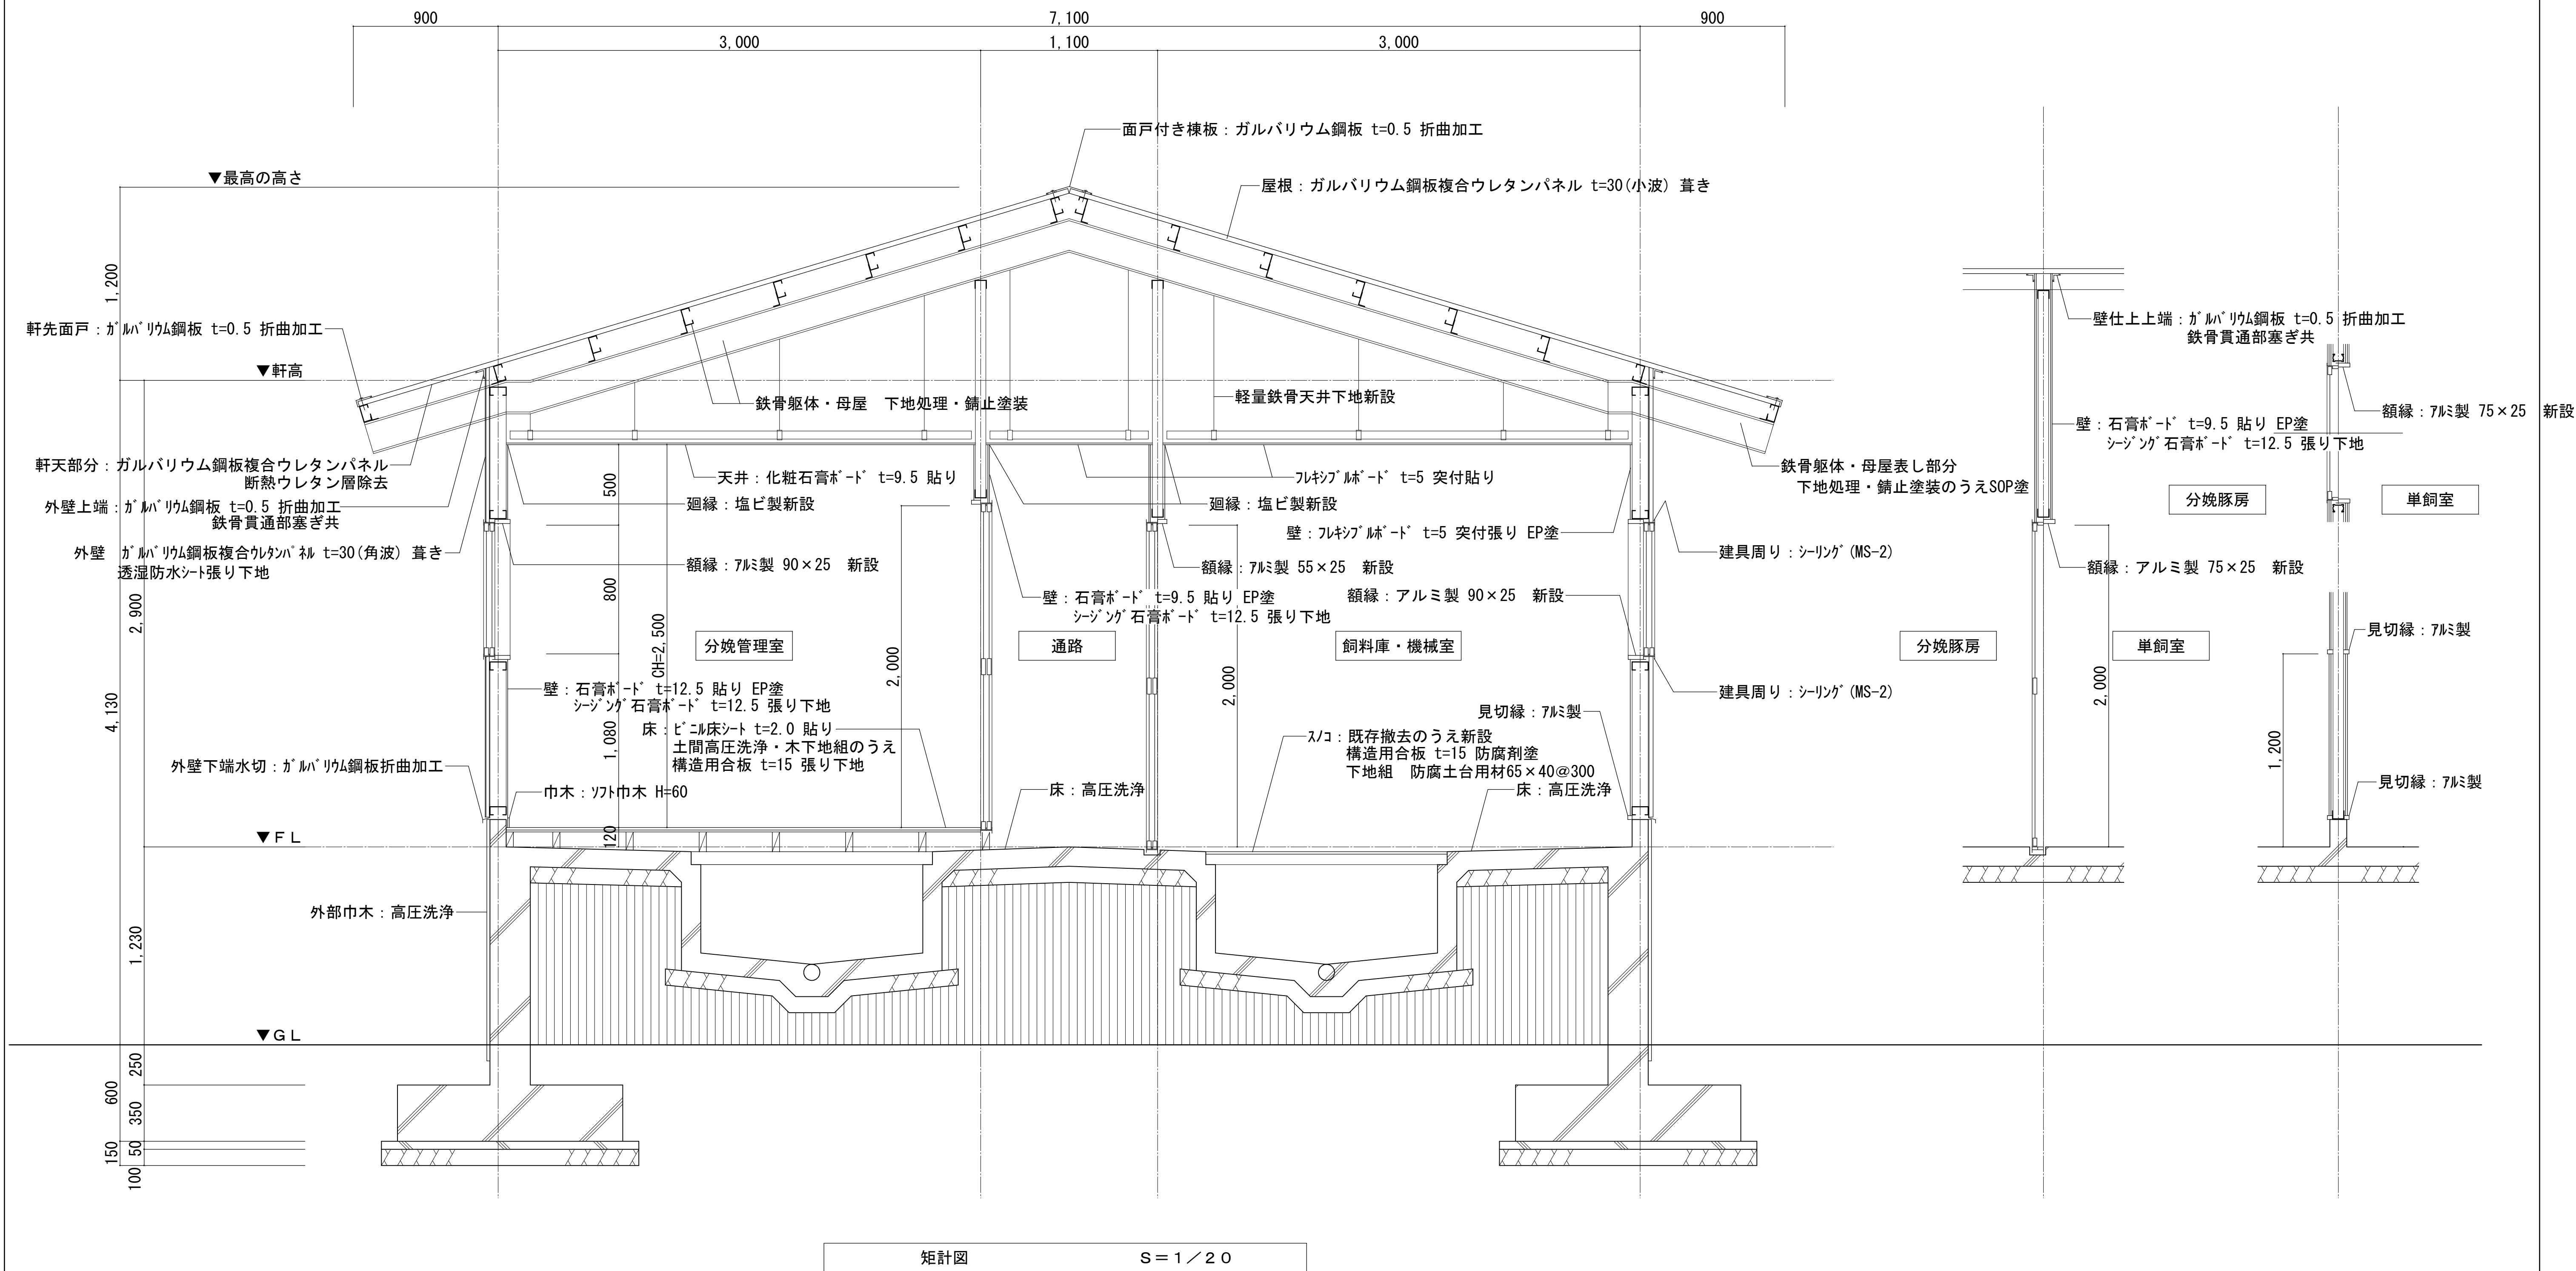 900
7,100
900
3,000
1,100
3,000
面戸付き棟板：ガルバリウム鋼板 t=0.5 折曲加工
▼最高の高さ
屋根：ガルバリウム鋼板複合ウレタンパネル t=30(小波) 葺き
1,200
軒先面戸：ｶﾞﾙﾊﾞﾘｳﾑ鋼板 t=0.5 折曲加工
▼軒高
鉄骨躯体・母屋　下地処理・錆止塗装
軽量鉄骨天井下地新設
壁仕上上端：ｶﾞﾙﾊﾞﾘｳﾑ鋼板 t=0.5 折曲加工
鉄骨貫通部塞ぎ共
額縁：ｱﾙﾐ製 75×25　新設
壁：石膏ﾎﾞｰﾄﾞ t=9.5 貼り EP塗
ｼｰｼﾞﾝｸﾞ石膏ﾎﾞｰﾄﾞ t=12.5 張り下地
軒天部分：ガルバリウム鋼板複合ウレタンパネル
断熱ウレタン層除去
天井：化粧石膏ﾎﾞｰﾄﾞ t=9.5 貼り
ﾌﾚｷｼﾌﾞﾙﾎﾞｰﾄﾞ t=5 突付貼り
鉄骨躯体・母屋表し部分
下地処理・錆止塗装のうえSOP塗
500
分娩豚房
単飼室
外壁上端：ｶﾞﾙﾊﾞﾘｳﾑ鋼板 t=0.5 折曲加工
鉄骨貫通部塞ぎ共
廻縁：塩ビ製新設
廻縁：塩ビ製新設
壁：ﾌﾚｷｼﾌﾞﾙﾎﾞｰﾄﾞ t=5 突付張り EP塗
外壁　ｶﾞﾙﾊﾞﾘｳﾑ鋼板複合ｳﾚﾀﾝﾊﾟﾈﾙ t=30(角波) 葺き
透湿防水ｼｰﾄ張り下地
建具周り：ｼｰﾘﾝｸﾞ(MS-2)
額縁：ｱﾙﾐ製 90×25　新設
額縁：ｱﾙﾐ製 55×25　新設
額縁：アルミ製 75×25　新設
2,900
800
壁：石膏ﾎﾞｰﾄﾞ t=9.5 貼り EP塗
ｼｰｼﾞﾝｸﾞ石膏ﾎﾞｰﾄﾞ t=12.5 張り下地
額縁：アルミ製 90×25　新設
CH=2,500
分娩管理室
通路
飼料庫・機械室
分娩豚房
単飼室
見切縁：ｱﾙﾐ製
2,000
2,000
2,000
壁：石膏ﾎﾞｰﾄﾞ t=12.5 貼り EP塗
ｼｰｼﾞﾝｸﾞ石膏ﾎﾞｰﾄﾞ t=12.5 張り下地
建具周り：ｼｰﾘﾝｸﾞ(MS-2)
4,130
1,080
見切縁：ｱﾙﾐ製
床：ﾋﾞﾆﾙ床ｼｰﾄ t=2.0 貼り
土間高圧洗浄・木下地組のうえ
構造用合板 t=15 張り下地
ｽﾉｺ：既存撤去のうえ新設
構造用合板 t=15 防腐剤塗
下地組　防腐土台用材65×40@300
1,200
外壁下端水切：ｶﾞﾙﾊﾞﾘｳﾑ鋼板折曲加工
見切縁：ｱﾙﾐ製
巾木：ｿﾌﾄ巾木 H=60
床：高圧洗浄
床：高圧洗浄
▼ＦＬ
120
外部巾木：高圧洗浄
1,230
▼ＧＬ
250
600
350
150
50
100
矩計図　　Ｓ＝１／２０